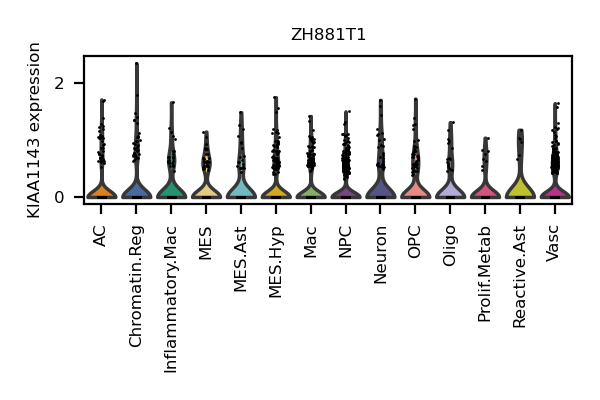 ZH881T1
KIAA1143 expression
2
0
AC
Chromatin.Reg
Inflammatory.Mac
MES
MES.Ast
MES.Hyp
Mac
NPC
Neuron
OPC
Oligo
Prolif.Metab
Reactive.Ast
Vasc